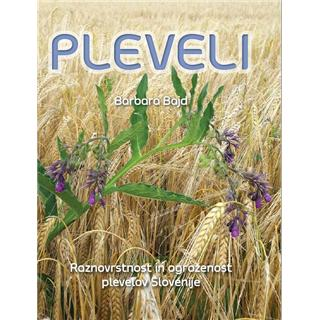 PLEVELI
Barbara Bajd
Raznovrstnost in ogroženost
plevelov Slovenije